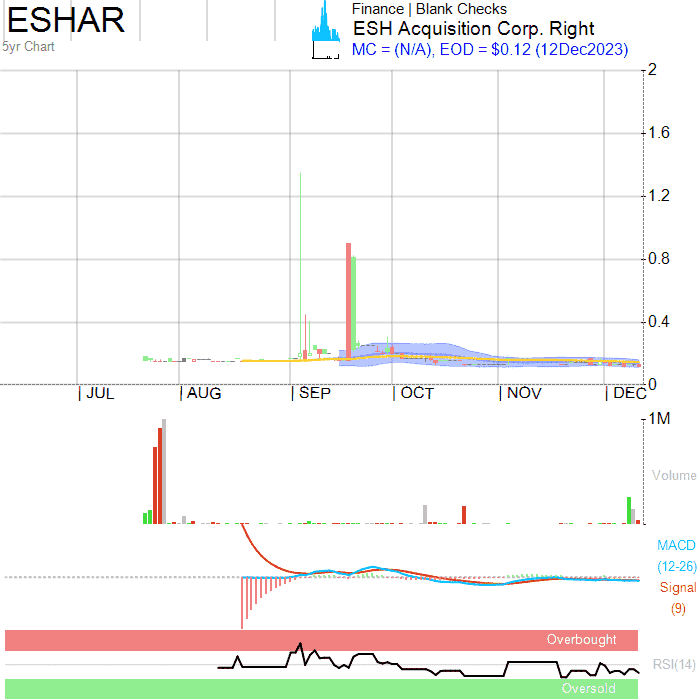 ESHAR
Finance | Blank Checks
ESH Acquisition Corp. Right
5yr Chart
MC = (N/A), EOD = $0.12 (12Dec2023)
2
1.6
1.2
0.8
0.4
0
| JUL | AUG | SEP | OCT | NOV | DEC
1M
Volume
MACD
(12-26)
Signal
(9)
Overbought
RSI(14)
Oversold